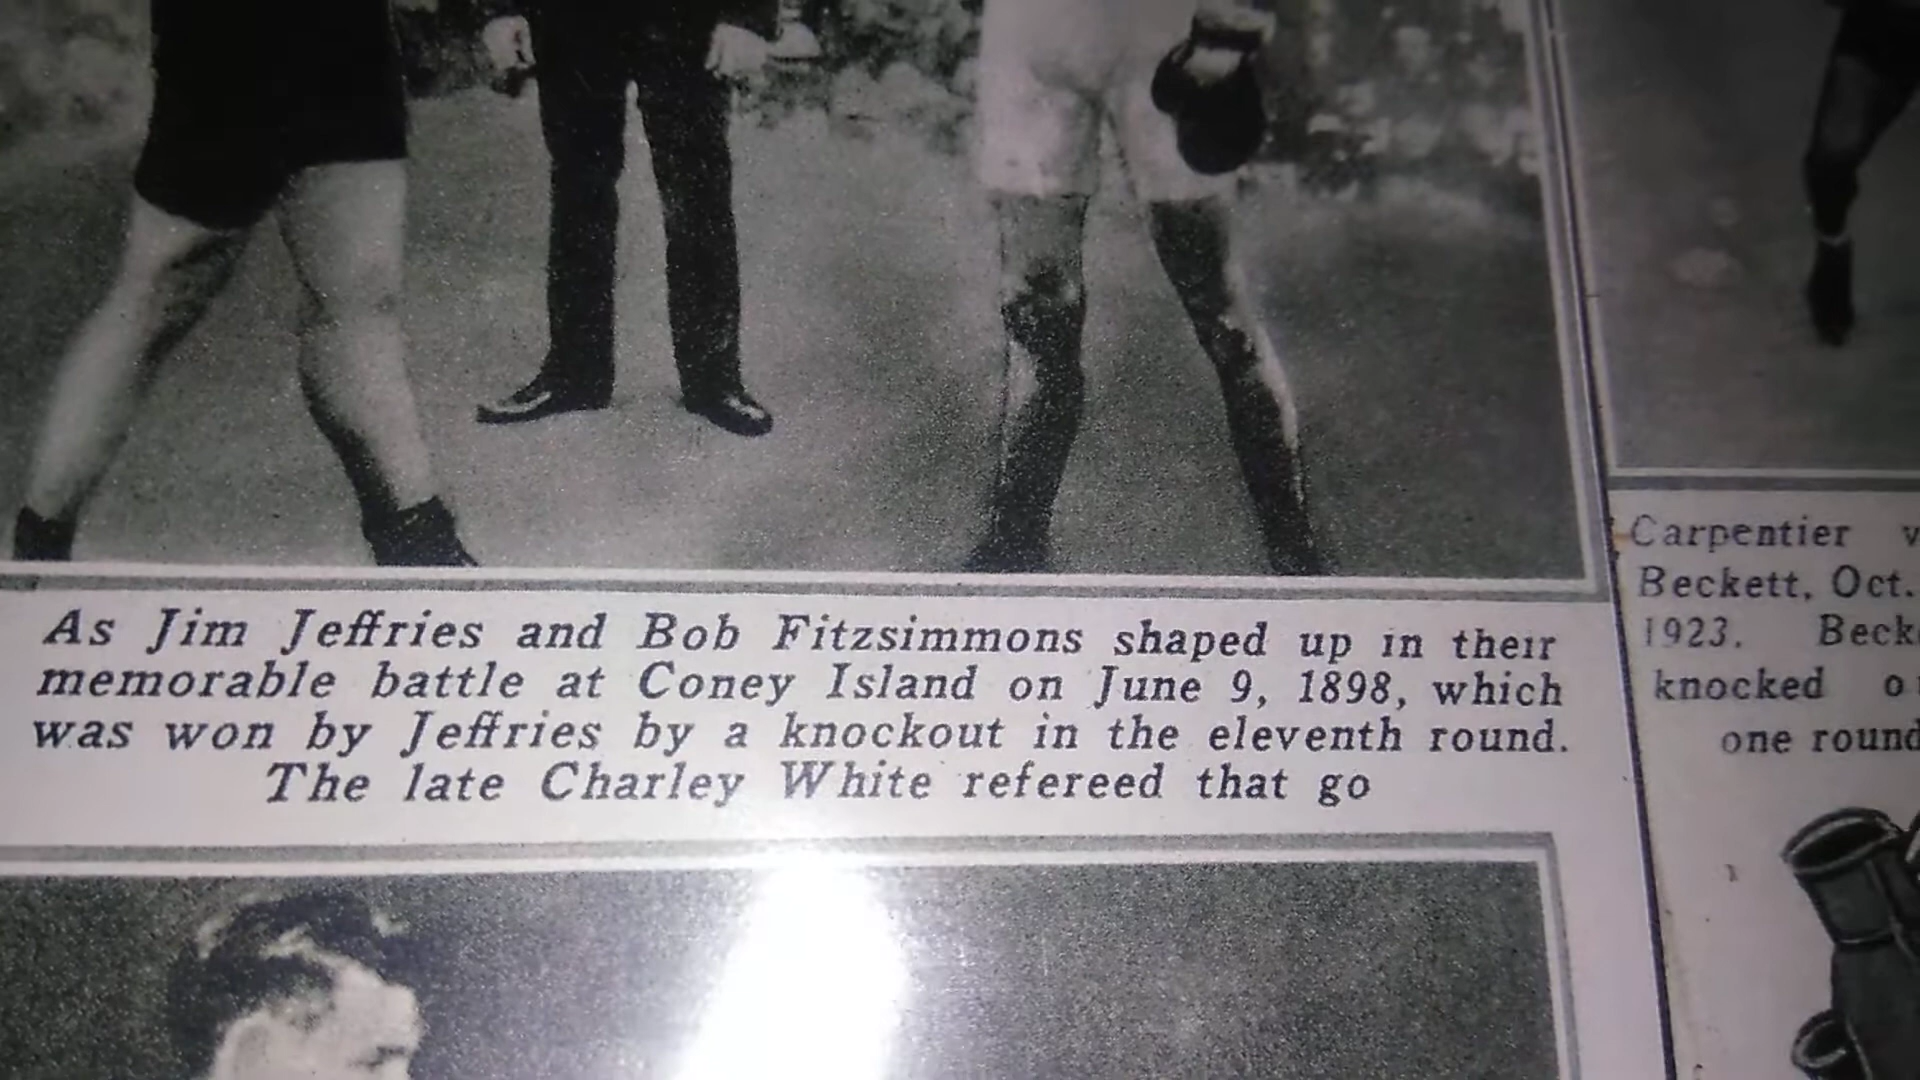 As Jim Jeffries and Bob Fitzsimmons shaped up in their
memorable battle at Coney Island on June 9, 1898, which
was won by Jeffries by a knockout in the eleventh round.
The late Charley White refereed that go
Carpentier
Beckett, Oct.
1923.
knocked
one round